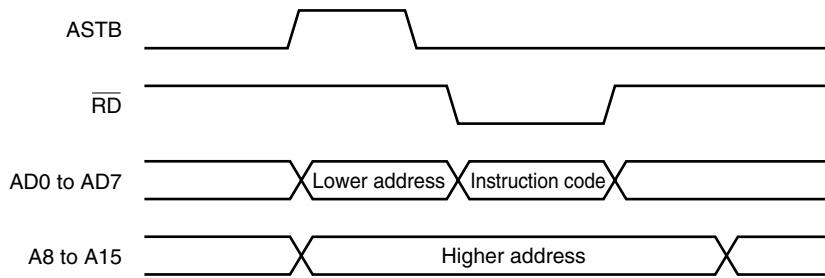 ASTB
RD
AD0 to AD7 Lower address Instruction code
A8 to A15 Higher address